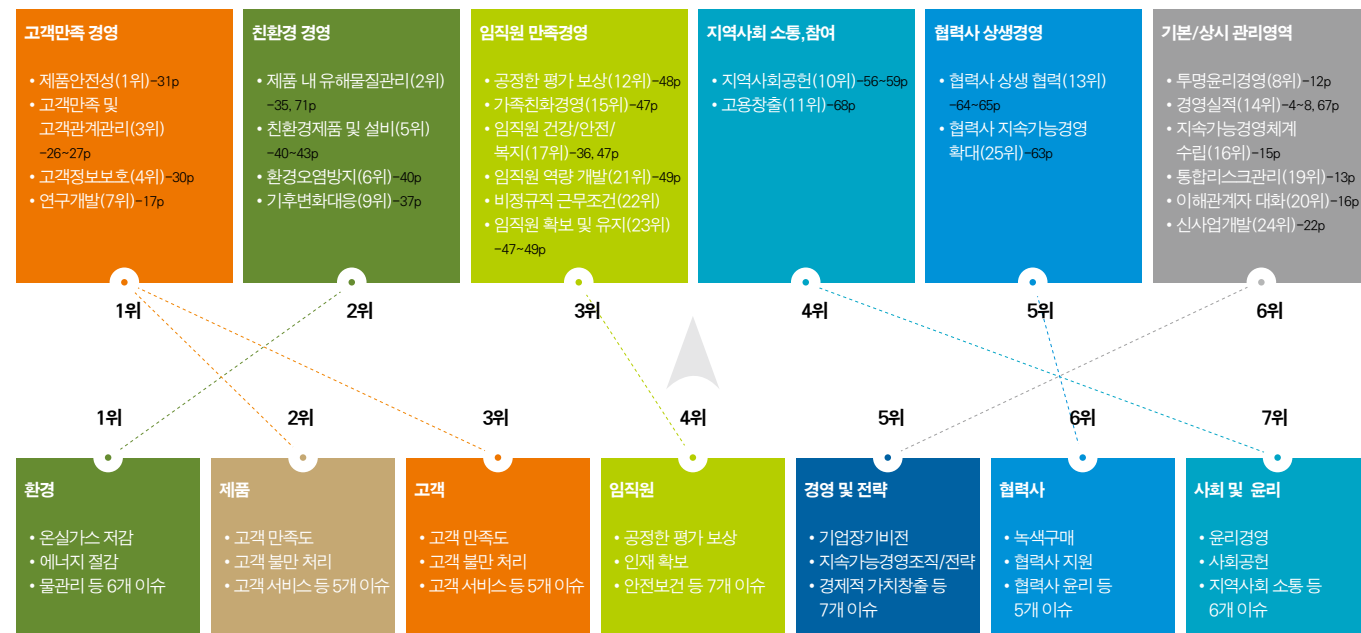 고객만족 경영
• 제품안전성(1위)-31p
• 고객만족 및
고객관계관리(3위)
-26~27p
• 고객정보보호(4위)-30p
• 연구개발(7위)-17p
친환경 경영
• 제품 내 유해물질관리(2위)
-35, 71p
• 친환경제품 및 설비(5위)
-40~43p
• 환경오염방지(6위)-40p
• 기후변화대응(9위)-37p
임직원 만족경영
• 공정한 평가 보상(12위)-48p
• 가족친화경영(15위)-47p
• 임직원 건강/안전/
복지(17위)-36, 47p
• 임직원 역량 개발(21위)-49p
• 비정규직 근무조건(22위)
• 임직원 확보 및 유지(23위)
-47~49p
지역사회 소통,참여
• 지역사회공헌(10위)-56~59p
• 고용창출(11위)-68p
협력사 상생경영
• 협력사 상생 협력(13위)
-64~65p
• 협력사 지속가능경영
확대(25위)-63p
기본/상시 관리영역
• 투명윤리경영(8위)-12p
• 경영실적(14위)-4~8, 67p
• 지속가능경영체계
수립(16위)-15p
• 통합리스크관리(19위)-13p
• 이해관계자 대화(20위)-16p
• 신사업개발(24위)-22p
1위
2위
3위
4위
5위
6위
1위
2위
3위
4위
5위
6위
7위
환경
• 온실가스 저감
• 에너지 절감
• 물관리 등 6개 이슈
제품
• 고객 만족도
• 고객 불만 처리
• 고객 서비스 등 5개 이슈
고객
• 고객 만족도
• 고객 불만 처리
• 고객 서비스 등 5개 이슈
임직원
• 공정한 평가 보상
• 인재 확보
• 안전보건 등 7개 이슈
경영 및 전략
• 기업장기비전
• 지속가능경영조직/전략
• 경제적 가치창출 등
7개 이슈
협력사
• 녹색구매
• 협력사 지원
• 협력사 윤리 등
5개 이슈
사회 및 윤리
• 윤리경영
• 사회공헌
• 지역사회 소통 등
6개 이슈